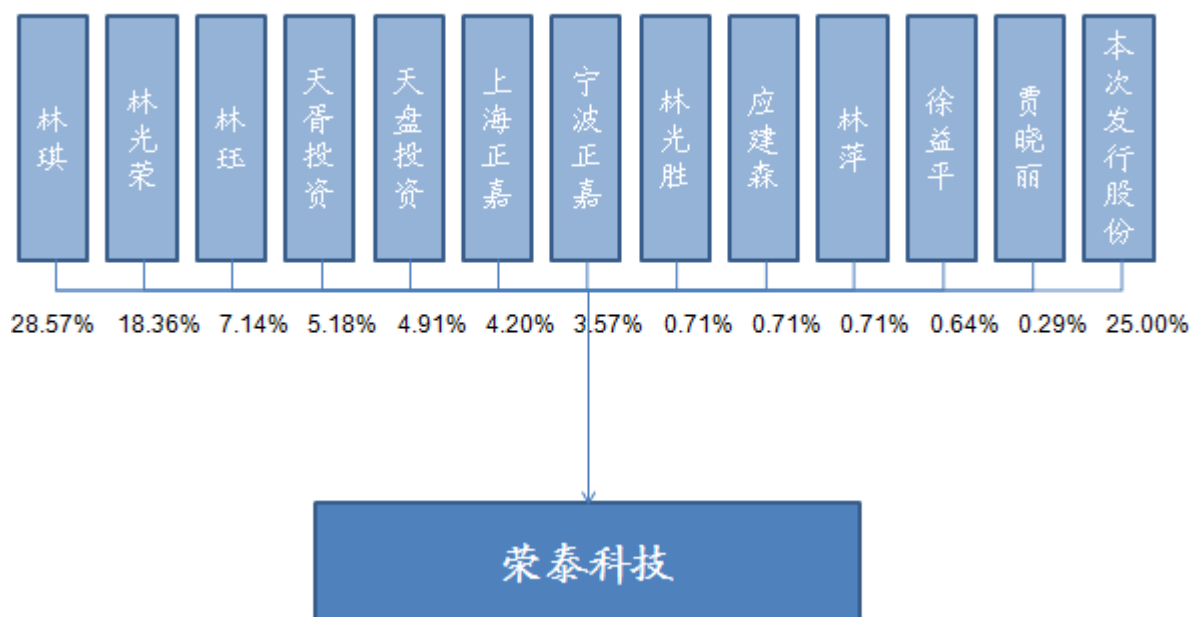 林琪
林光荣
林珏
天胥投资
天盘投资
上海正嘉
宁波正嘉
林光胜
应建森
林萍
徐益平
贾晓丽
本次发行股份
28.57% 18.36% 7.14% 5.18% 4.91% 4.20% 3.57% 0.71% 0.71% 0.71% 0.64% 0.29% 25.00%
荣泰科技